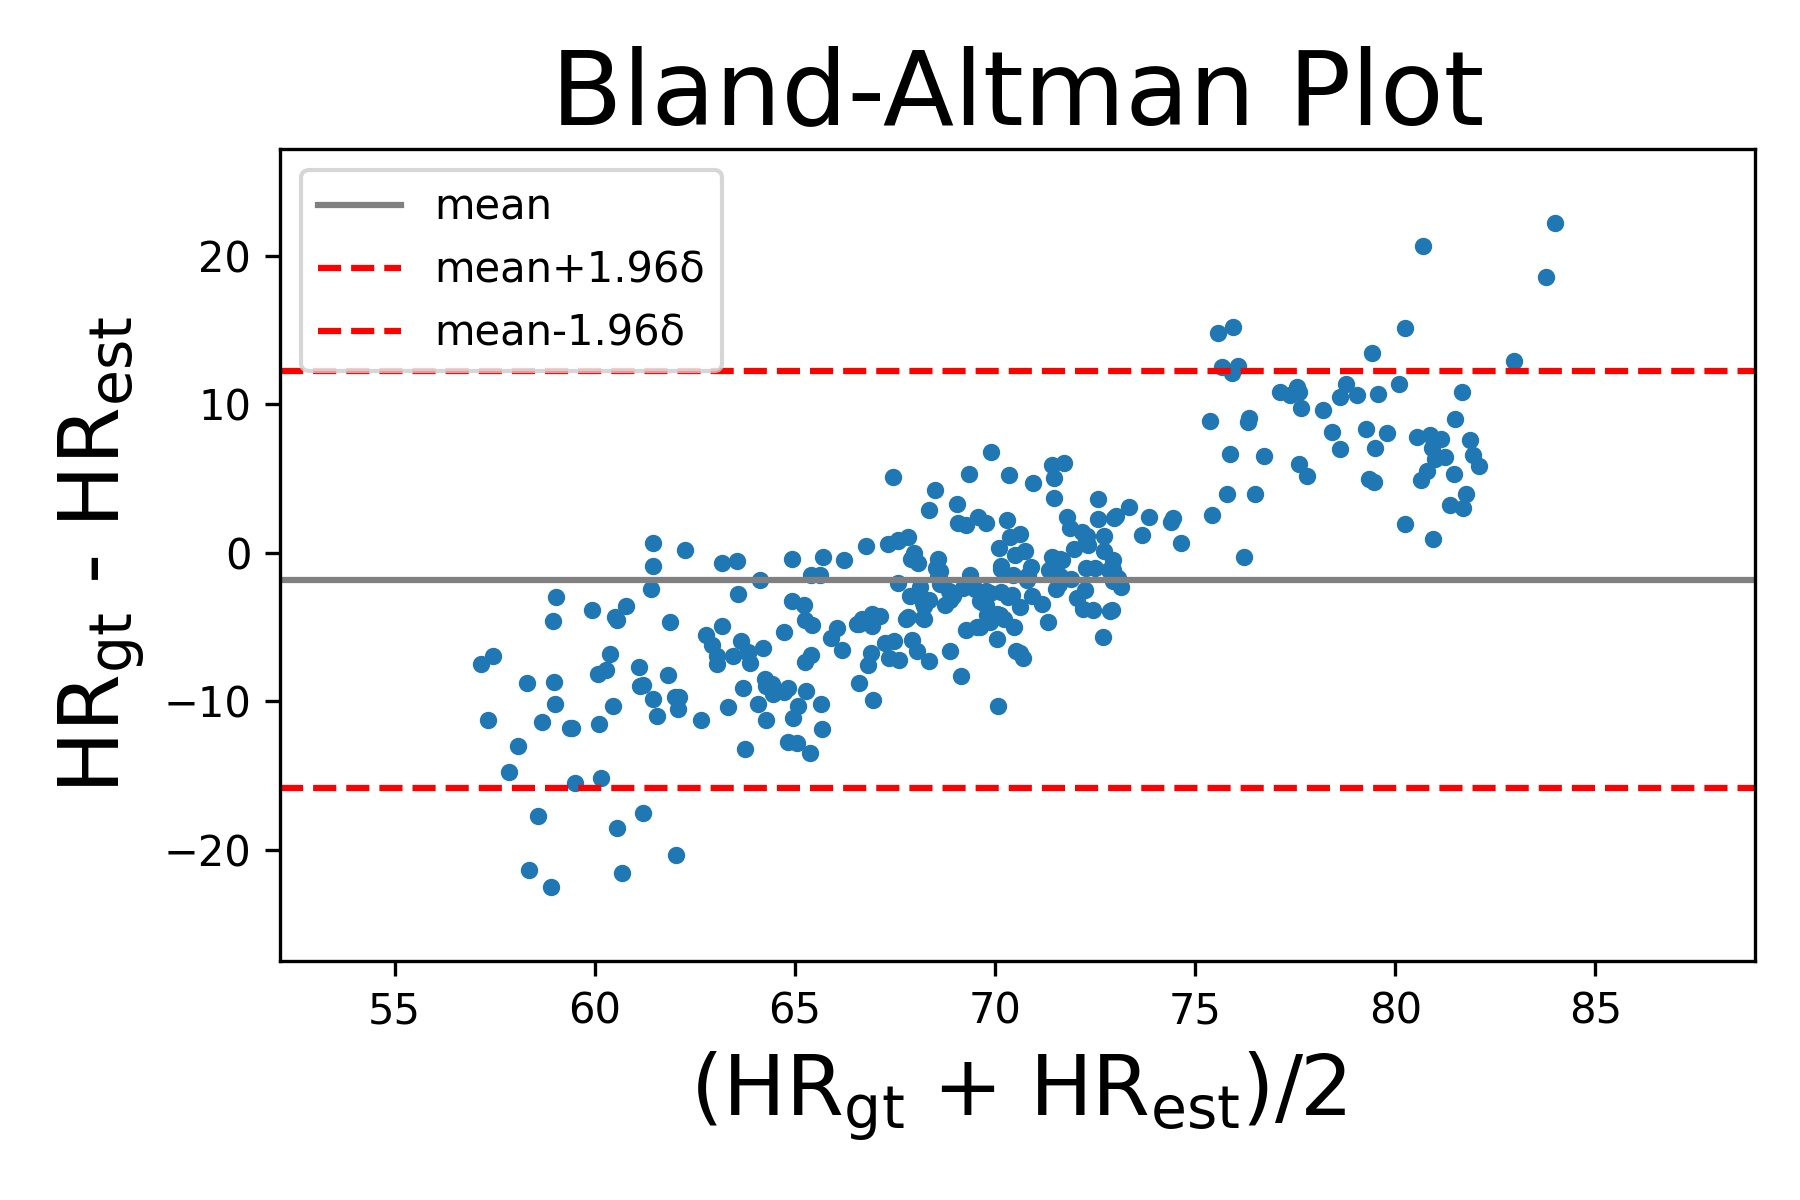 Bland-Altman Plot
mean
mean+1.96δ
mean-1.96δ
HRgt - HRest
20
10
0
−10
−20
55 60 65 70 75 80 85
(HRgt + HRest)/2